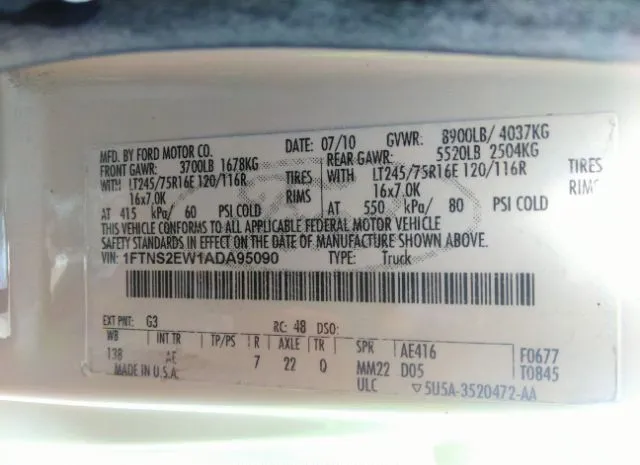 MFD. BY FORD MOTOR CO. DATE: 07/10 GVWR: 8900LB/ 4037KG
FRONT GAWR: 3700LB 1678KG REAR GAWR: 5520LB 2504KG
WITH LT245/75R16E 120/116R TIRES WITH LT245/75R16E 120/116R TIRES
16x7.0K RIMS 16x7.0K RIMS
AT 415 kPa/ 60 PSI COLD AT 550 kPa/ 80 PSI COLD
THIS VEHICLE CONFORMS TO ALL APPLICABLE FEDERAL MOTOR VEHICLE
SAFETY STANDARDS IN EFFECT ON THE DATE OF MANUFACTURE SHOWN ABOVE.
VIN: 1FTNS2EW1ADA95090 TYPE: Truck
EXT PNT: G3 RC: 48 DSO:
WB INT TR TP/PS R AXLE TR SPR AE416 F0677
138 AE 7 22 0 MM22 D05 T0845
MADE IN U.S.A. ULC ▽5U5A-3520472-AA